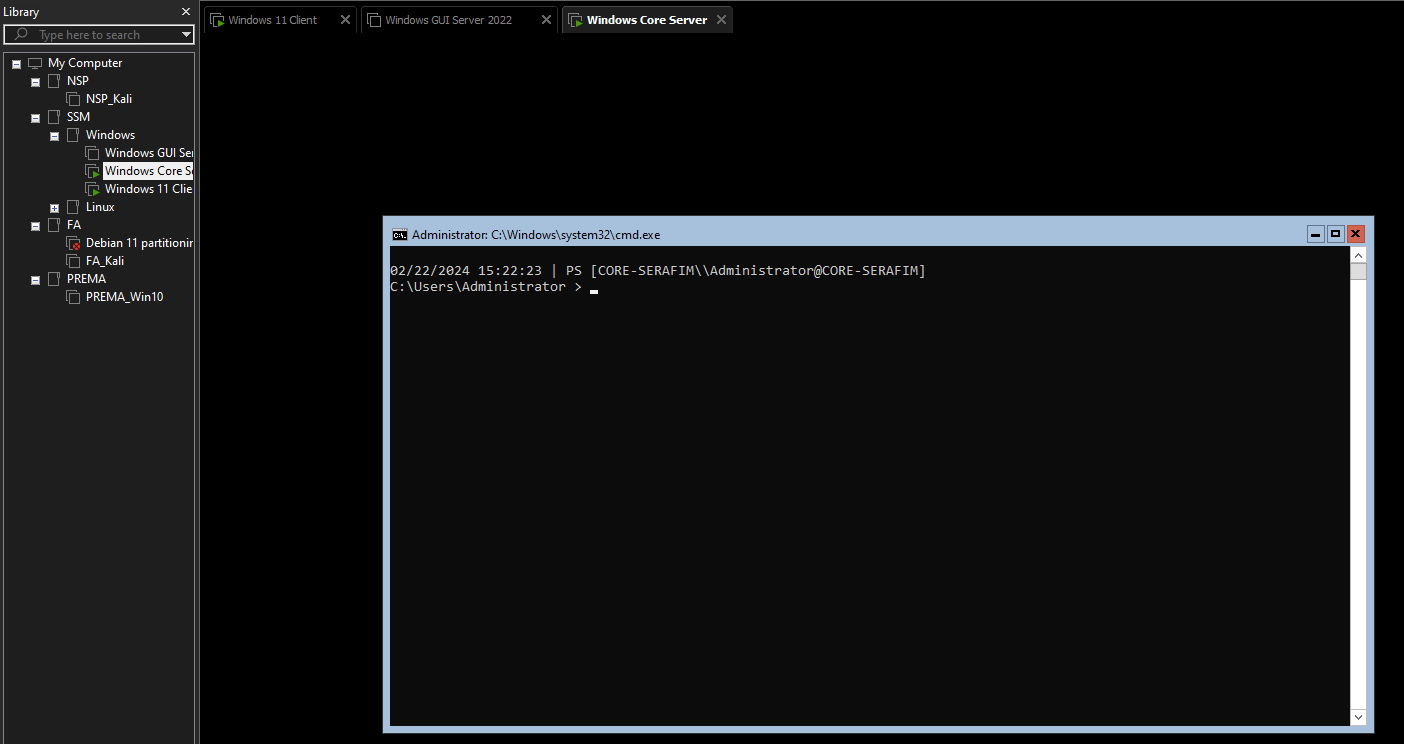 Library
Type here to search
My Computer
NSP
NSP_Kali
SSM
Windows
Windows GUI Ser
Windows Core Se
Windows 11 Clie
Linux
FA
Debian 11 partitionin
FA_Kali
PREMA
PREMA_Win10
Windows 11 Client
Windows GUI Server 2022
Windows Core Server
Administrator: C:\Windows\system32\cmd.exe
02/22/2024 15:22:23 | PS [CORE-SERAFIM\\Administrator@CORE-SERAFIM]
C:\Users\Administrator >